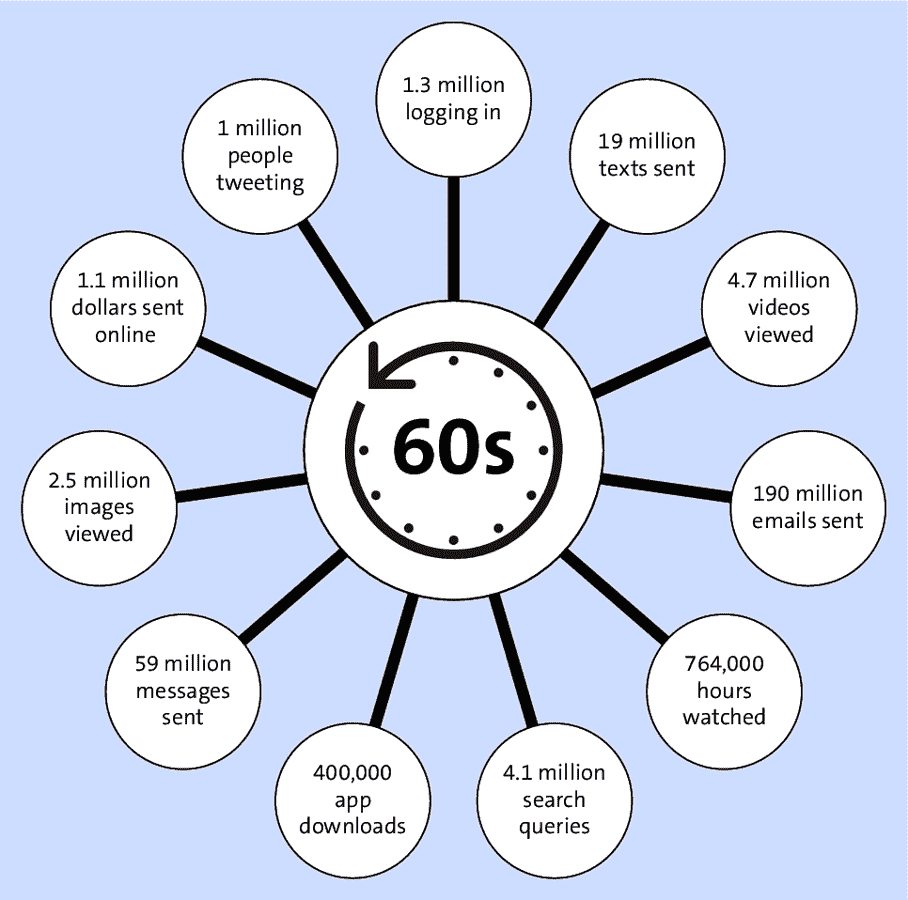 1.3 million
logging in
19 million
texts sent
4.7 million
videos
viewed
190 million
emails sent
764,000
hours
watched
4.1 million
search
queries
400,000
app
downloads
59 million
messages
sent
2.5 million
images
viewed
1.1 million
dollars sent
online
1 million
people
tweeting
60s